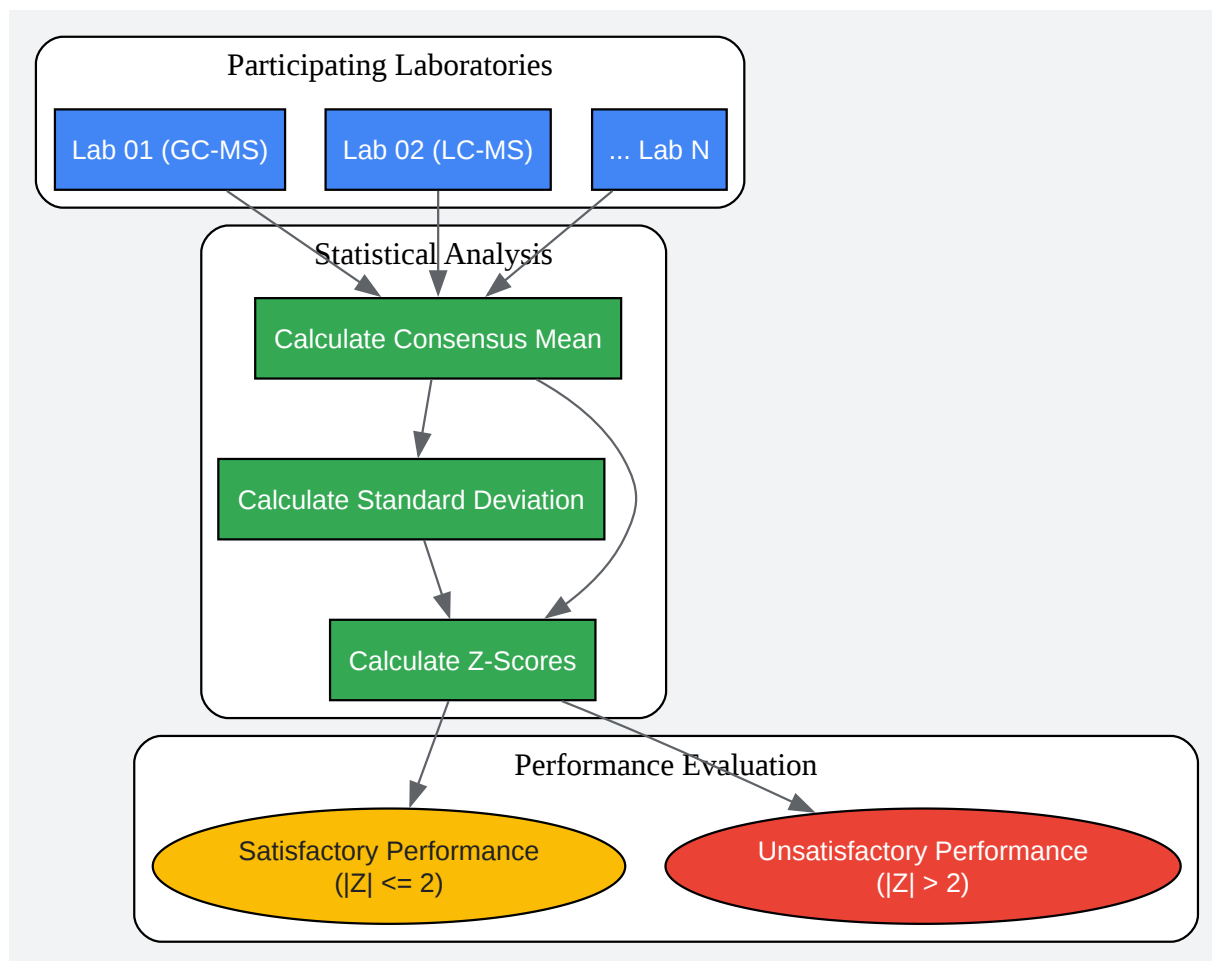 Participating Laboratories
Lab 01 (GC-MS)
Lab 02 (LC-MS)
... Lab N
Statistical Analysis
Calculate Consensus Mean
Calculate Standard Deviation
Calculate Z-Scores
Performance Evaluation
Satisfactory Performance
(|Z| <= 2)
Unsatisfactory Performance
(|Z| > 2)